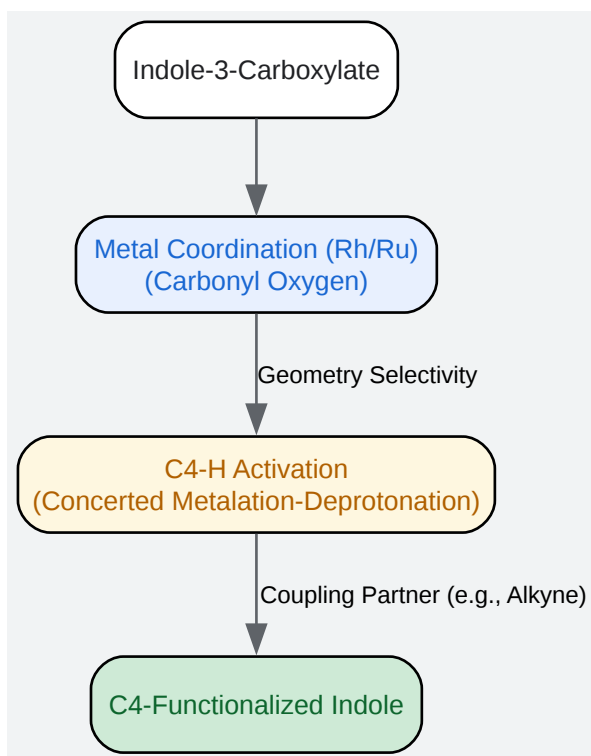 Indole-3-Carboxylate
Metal Coordination (Rh/Ru)
(Carbonyl Oxygen)
Geometry Selectivity
C4-H Activation
(Concerted Metalation-Deprotonation)
Coupling Partner (e.g., Alkyne)
C4-Functionalized Indole